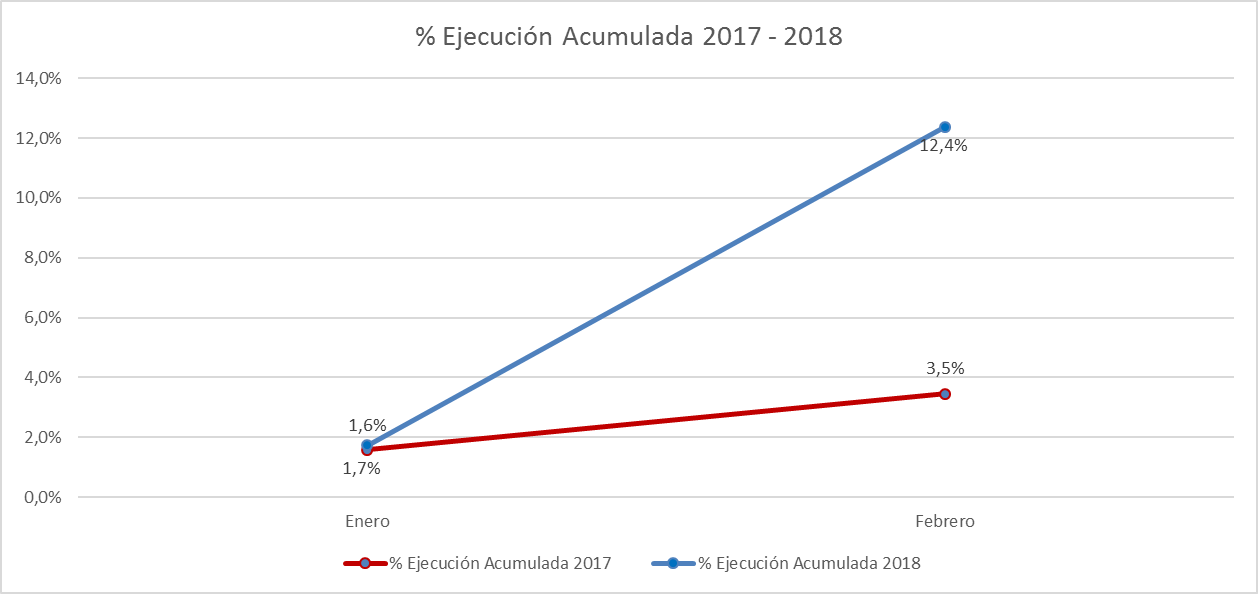 % Ejecución Acumulada 2017 - 2018
14,0%
12,0%
12,4%
10,0%
8,0%
6,0%
4,0%
3,5%
2,0%
1,6%
1,7%
0,0%
Enero
Febrero
% Ejecución Acumulada 2017
% Ejecución Acumulada 2018